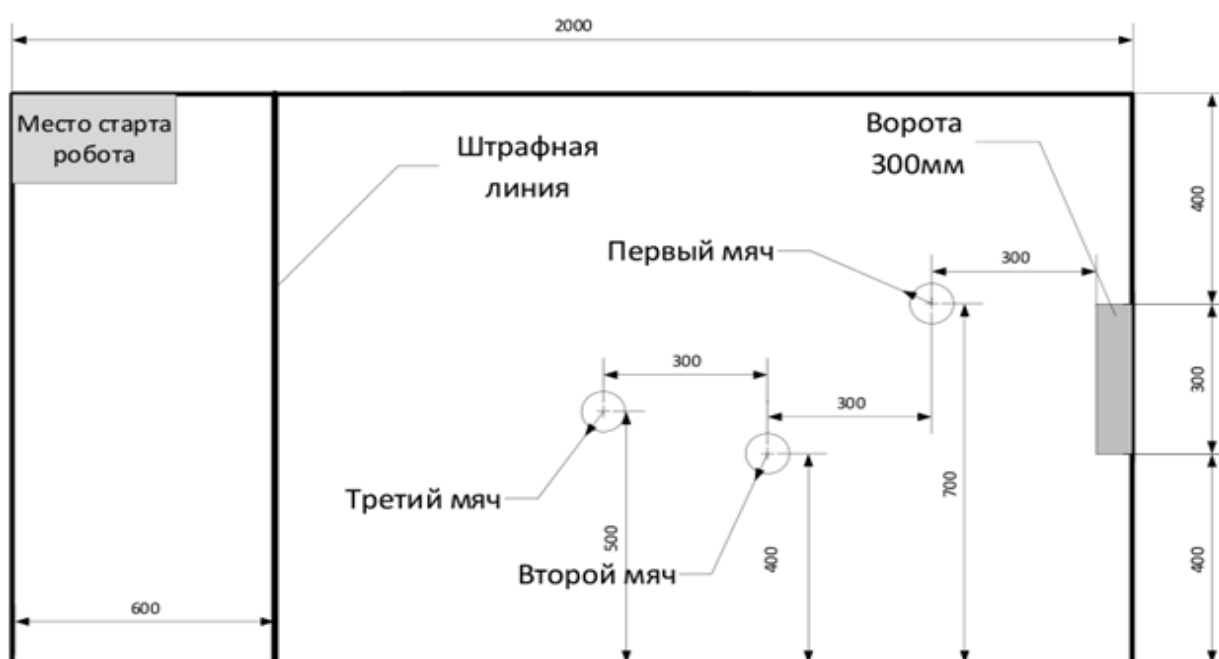 2000
Место старта
робота
Штрафная
линия
Ворота
300мм
400
Первый мяч
300
300
300
300
Третий мяч
700
500
400
Второй мяч
400
600